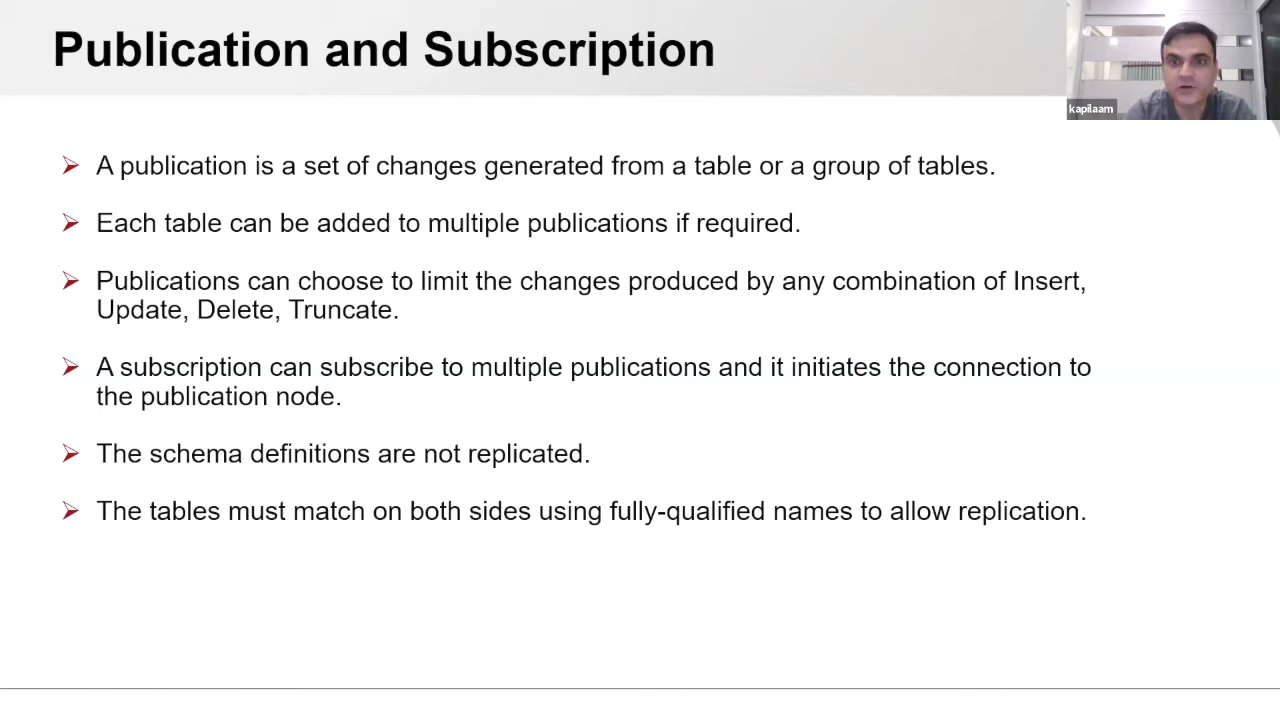 Publication and Subscription
kapilaam
A publication is a set of changes generated from a table or a group of tables.
Each table can be added to multiple publications if required.
Publications can choose to limit the changes produced by any combination of Insert,
Update, Delete, Truncate.
A subscription can subscribe to multiple publications and it initiates the connection to
the publication node.
The schema definitions are not replicated.
The tables must match on both sides using fully-qualified names to allow replication.